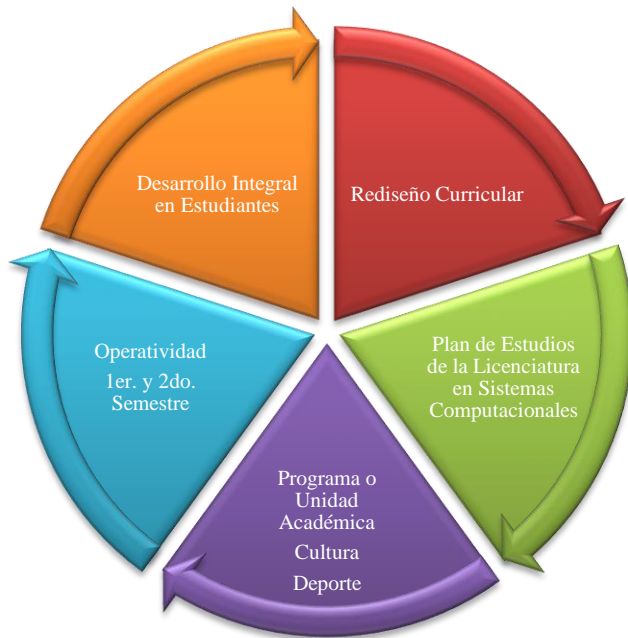 Desarrollo Integral
en Estudiantes
Rediseño Curricular
Plan de Estudios
de la Licenciatura
en Sistemas
Computacionales
Programa o
Unidad
Académica
Cultura
Deporte
Operatividad
1er. y 2do.
Semestre